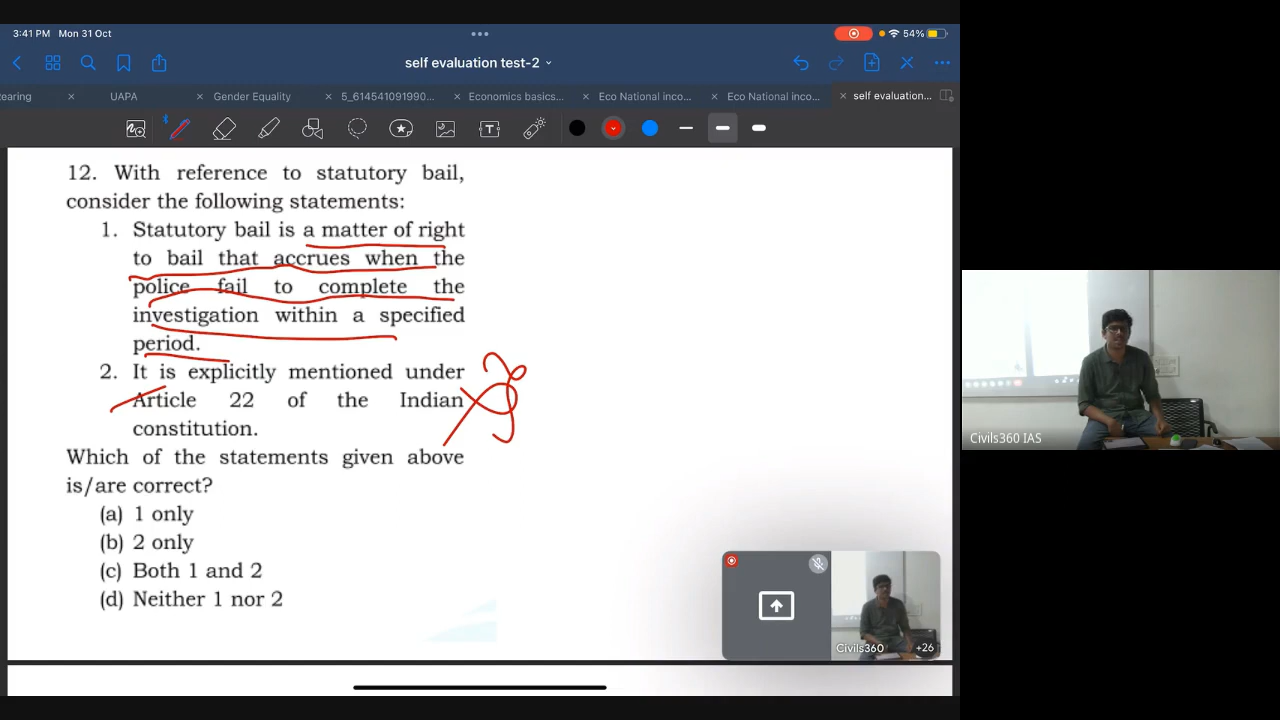 3:41 PM Mon 31 Oct
54%
self evaluation test-2
earing
UAPA
Gender Equality
5_614541091990...
Economics basics...
Eco National inco...
Eco National inco...
self evaluation...
T
12. With reference to statutory bail,
consider the following statements:
1. Statutory bail is a matter of right
to bail that accrues when the
police fail to complete the
investigation within a specified
period.
2. It is explicitly mentioned under
Article 22 of the Indian
constitution.
Which of the statements given above
is/are correct?
(a) 1 only
(b) 2 only
(c) Both 1 and 2
(d) Neither 1 nor 2
Civils360 IAS
Civils360
+26